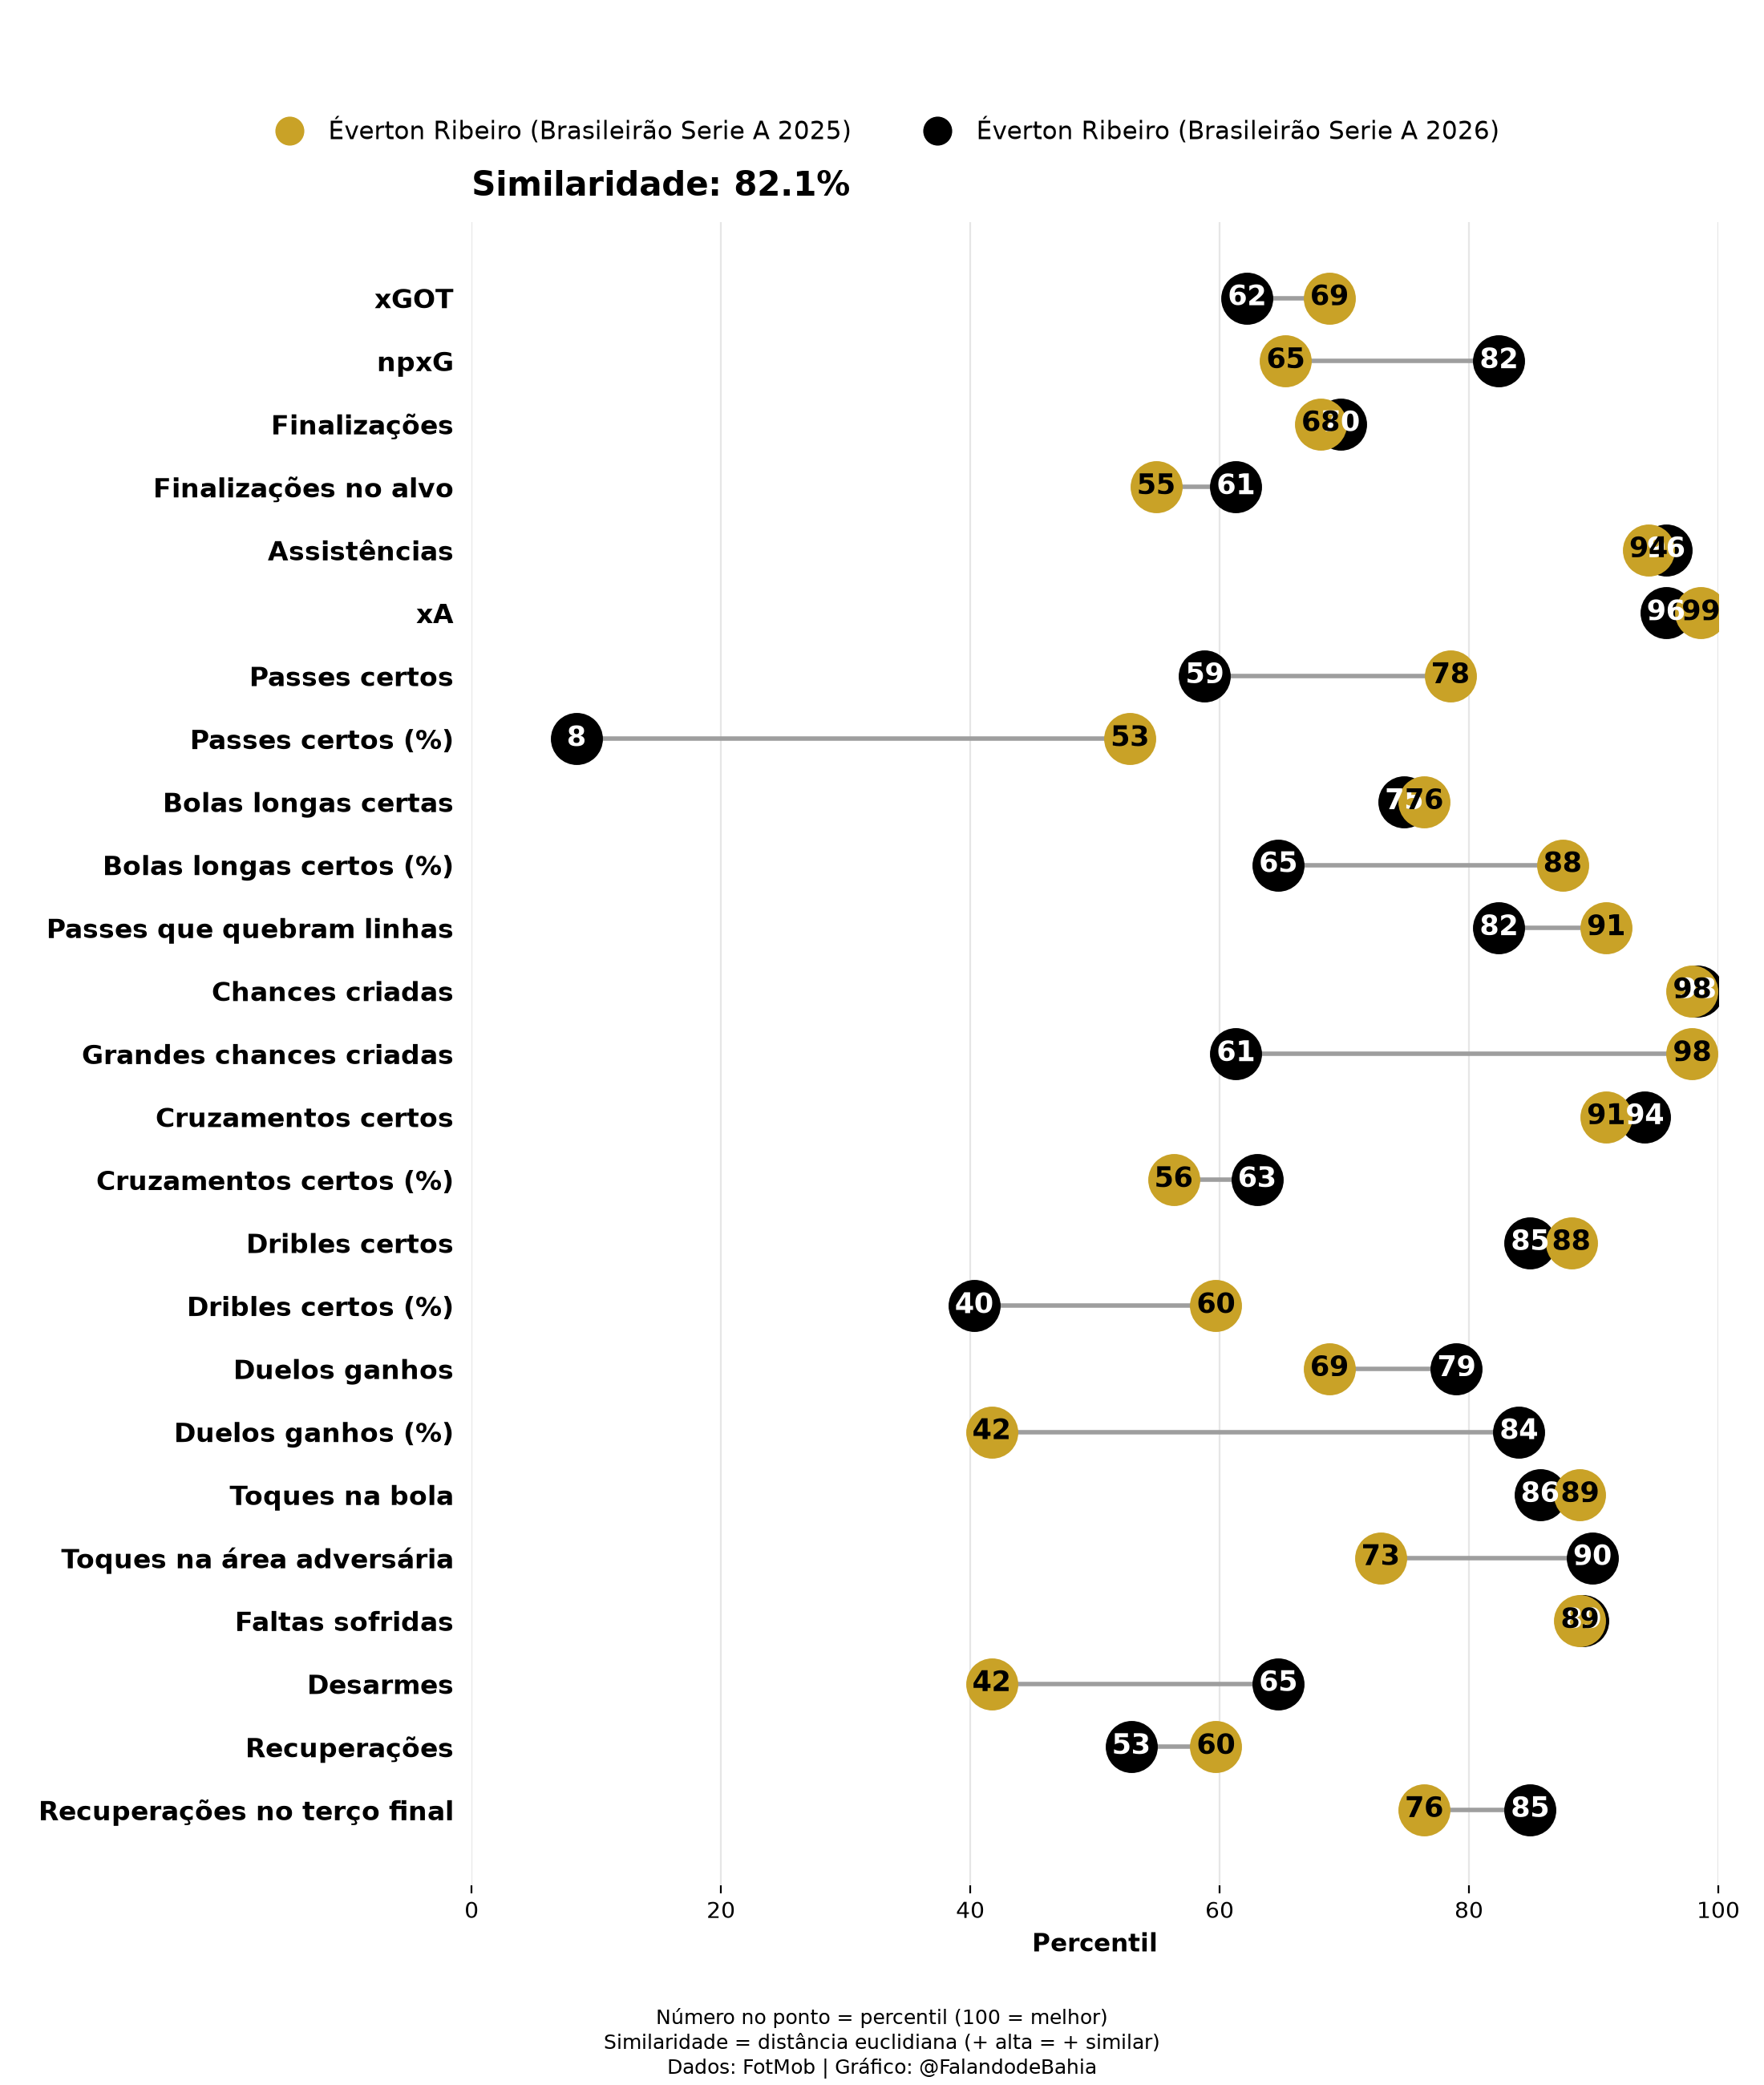 Éverton Ribeiro (Brasileirão Serie A 2025) Éverton Ribeiro (Brasileirão Serie A 2026)
Similaridade: 82.1%
xGOT 62 69
npxG 65 82
Finalizações 68
Finalizações no alvo 55 61
Assistências 94
xA 96 99
Passes certos 59 78
Passes certos (%) 8 53
Bolas longas certas 76
Bolas longas certos (%) 65 88
Passes que quebram linhas 82 91
Chances criadas 98
Grandes chances criadas 61 98
Cruzamentos certos 91 94
Cruzamentos certos (%) 56 63
Dribles certos 85 88
Dribles certos (%) 40 60
Duelos ganhos 69 79
Duelos ganhos (%) 42 84
Toques na bola 86 89
Toques na área adversária 73 90
Faltas sofridas 89
Desarmes 42 65
Recuperações 53 60
Recuperações no terço final 76 85
0 20 40 60 80 100
Percentil
Número no ponto = percentil (100 = melhor)
Similaridade = distância euclidiana (+ alta = + similar)
Dados: FotMob | Gráfico: @FalandodeBahia